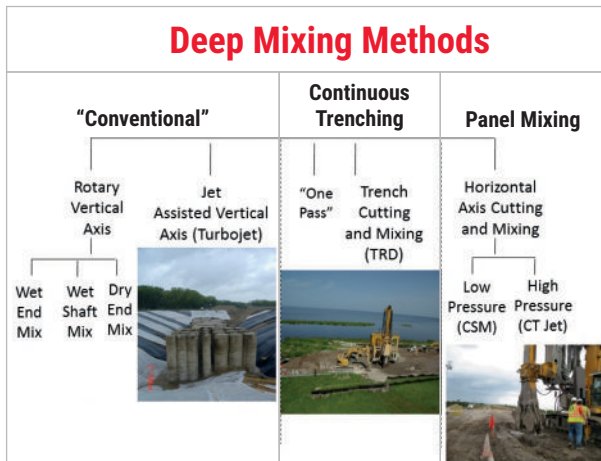 Deep Mixing Methods
“Conventional”
Continuous
Trenching
Panel Mixing
Rotary
Vertical
Axis
Jet
Assisted Vertical
Axis (Turbojet)
“One
Pass”
Trench
Cutting
and Mixing
(TRD)
Horizontal
Axis Cutting
and Mixing
Wet
End
Mix
Wet
Shaft
Mix
Dry
End
Mix
Low
Pressure
(CSM)
High
Pressure
(CT Jet)